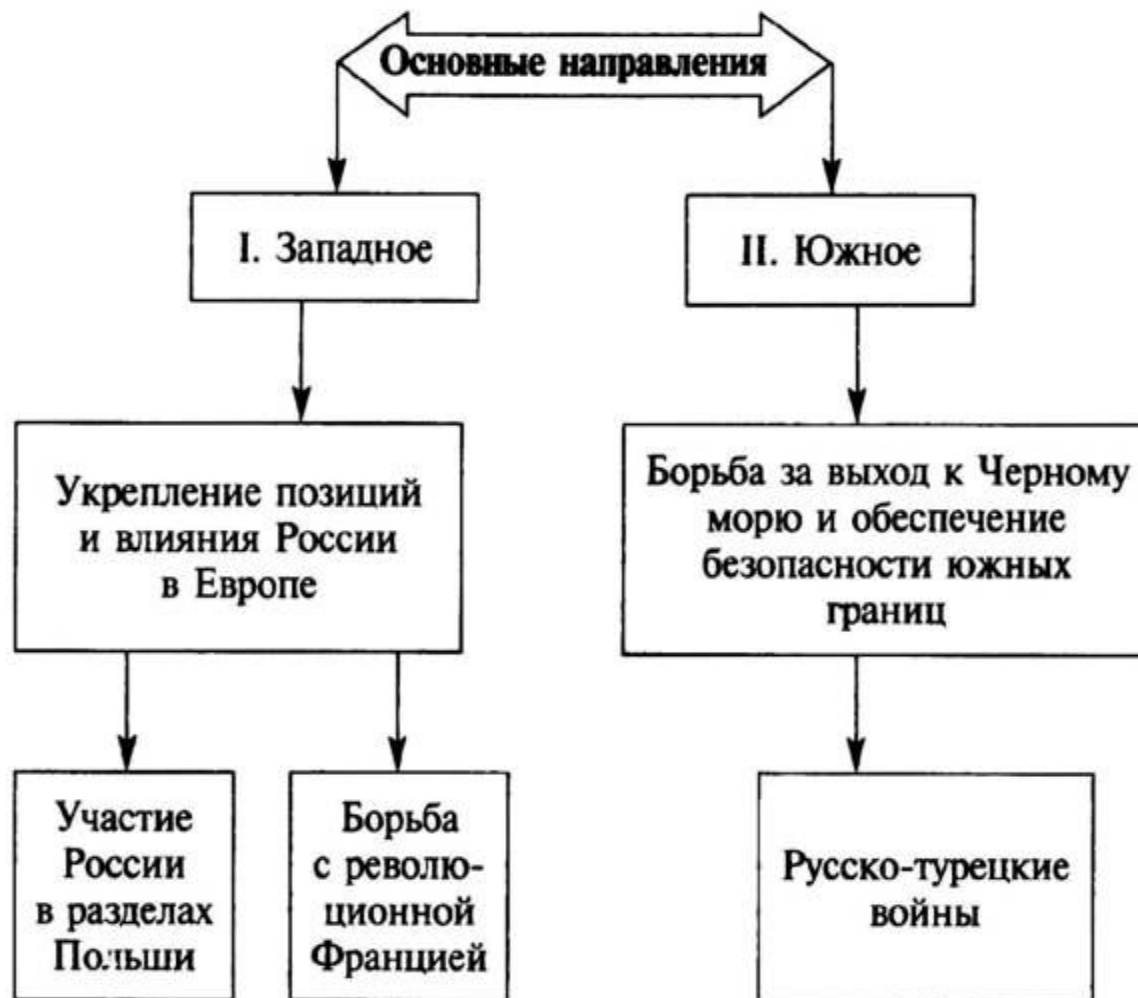 Основные направления
I. Западное
II. Южное
Укрепление позиций
и влияния России
в Европе
Борьба за выход к Черному
морю и обеспечение
безопасности южных
границ
Участие
России
в разделах
Польши
Борьба
с револю-
ционной
Францией
Русско-турецкие
войны